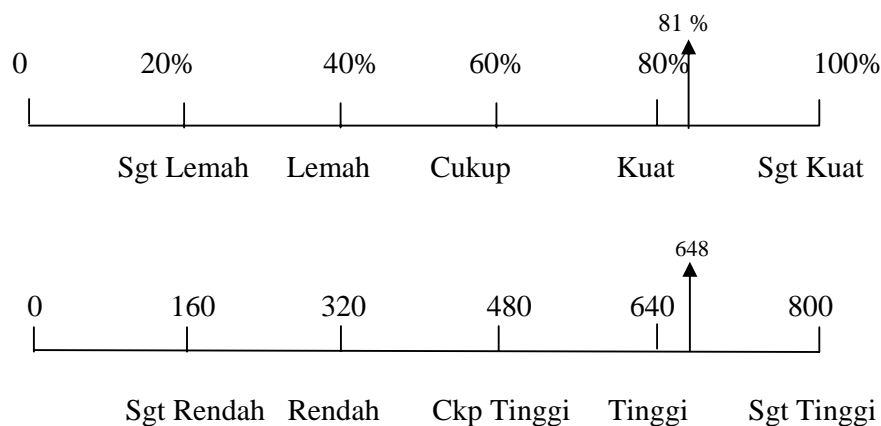 81 %
0 20% 40% 60% 80% 100%
Sgt Lemah Lemah Cukup Kuat Sgt Kuat
648
0 160 320 480 640 800
Sgt Rendah Rendah Ckp Tinggi Tinggi Sgt Tinggi